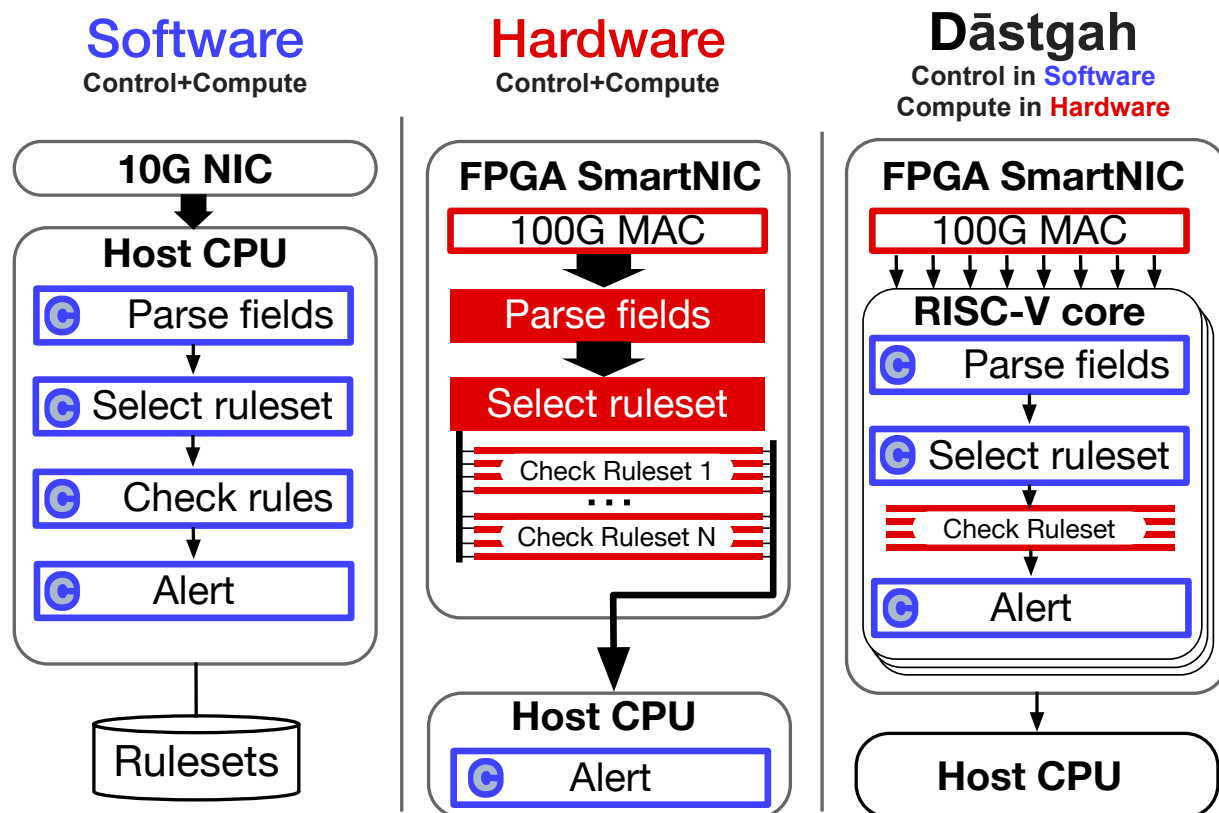 Software
Control+Compute
10G NIC
Host CPU
C Parse fields
C Select ruleset
C Check rules
C Alert
Rulesets
Hardware
Control+Compute
FPGA SmartNIC
100G MAC
Parse fields
Select ruleset
Check Ruleset 1
...
Check Ruleset N
Host CPU
C Alert
Dāstgah
Control in Software
Compute in Hardware
FPGA SmartNIC
100G MAC
RISC-V core
C Parse fields
C Select ruleset
Check Ruleset
C Alert
Host CPU